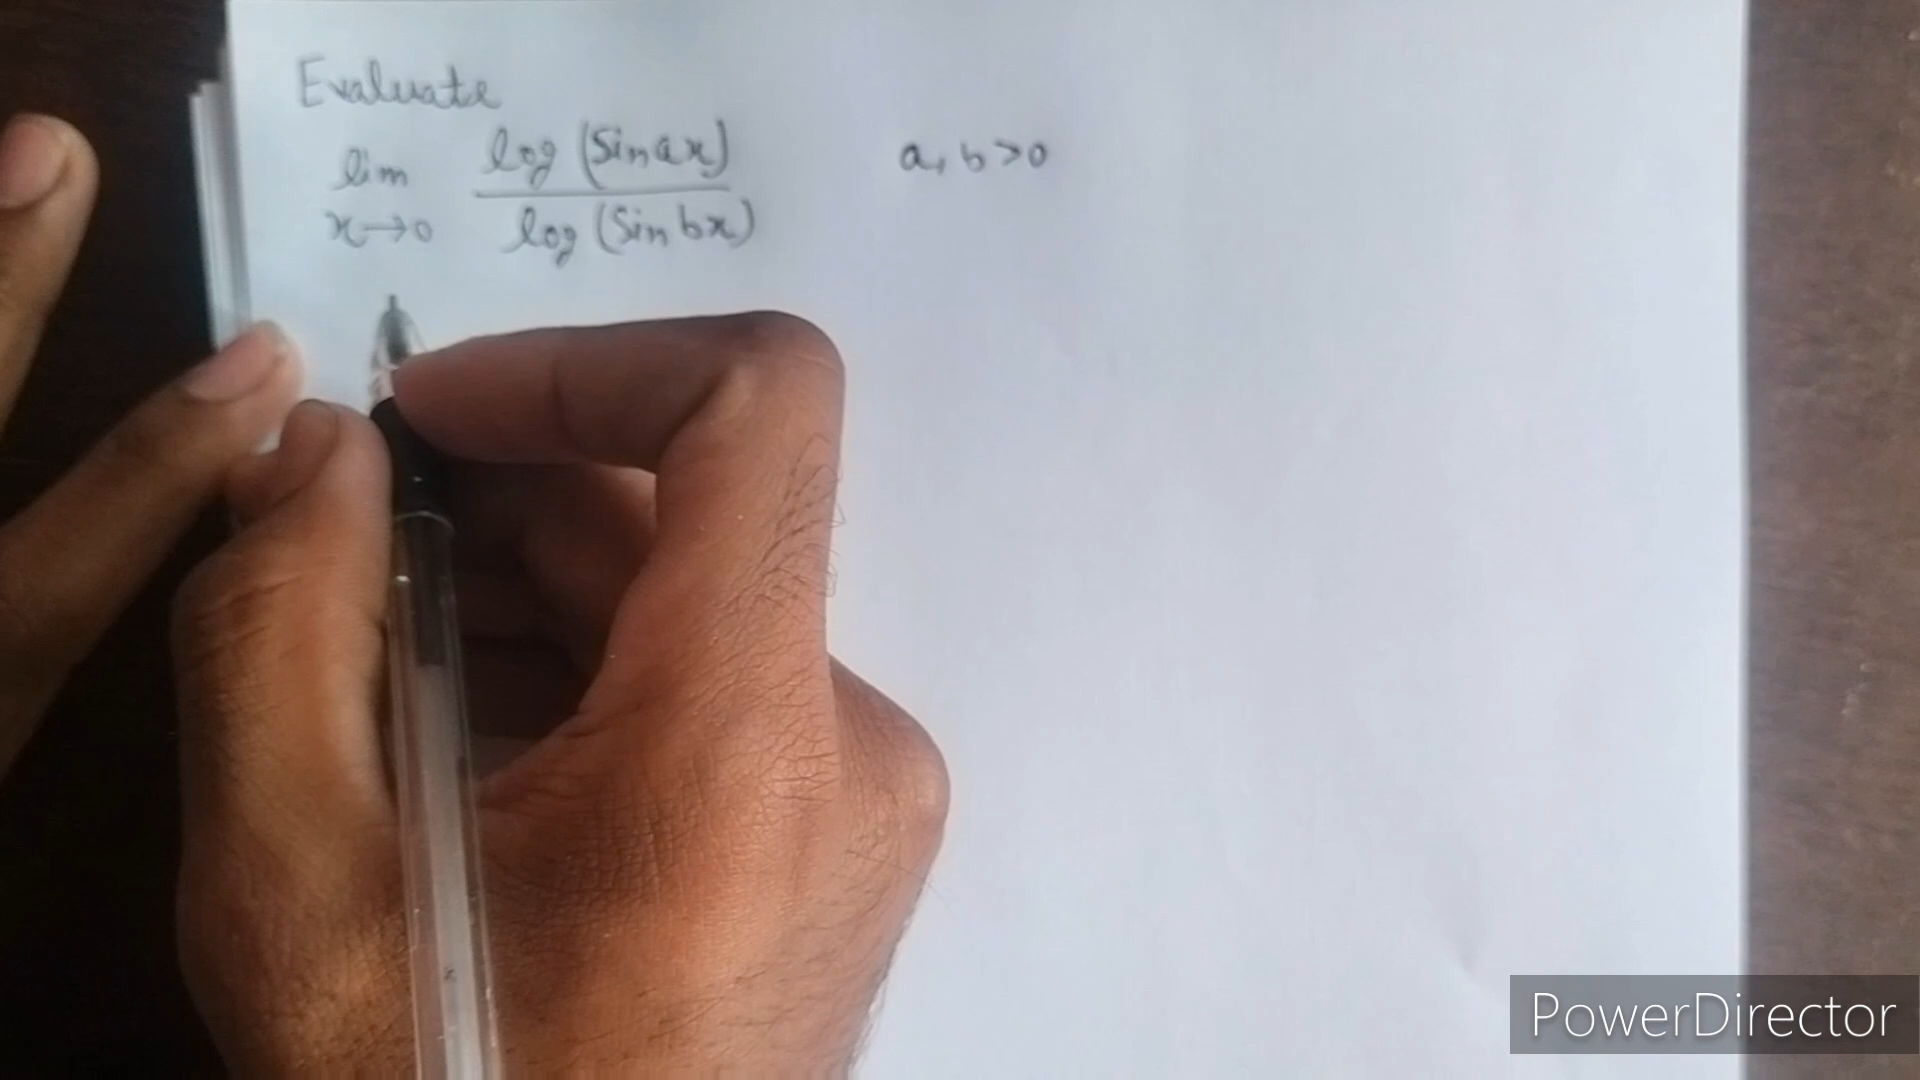 Evaluate
lim x→0 log (Sin ax) / log (Sin bx) a, b > 0
PowerDirector